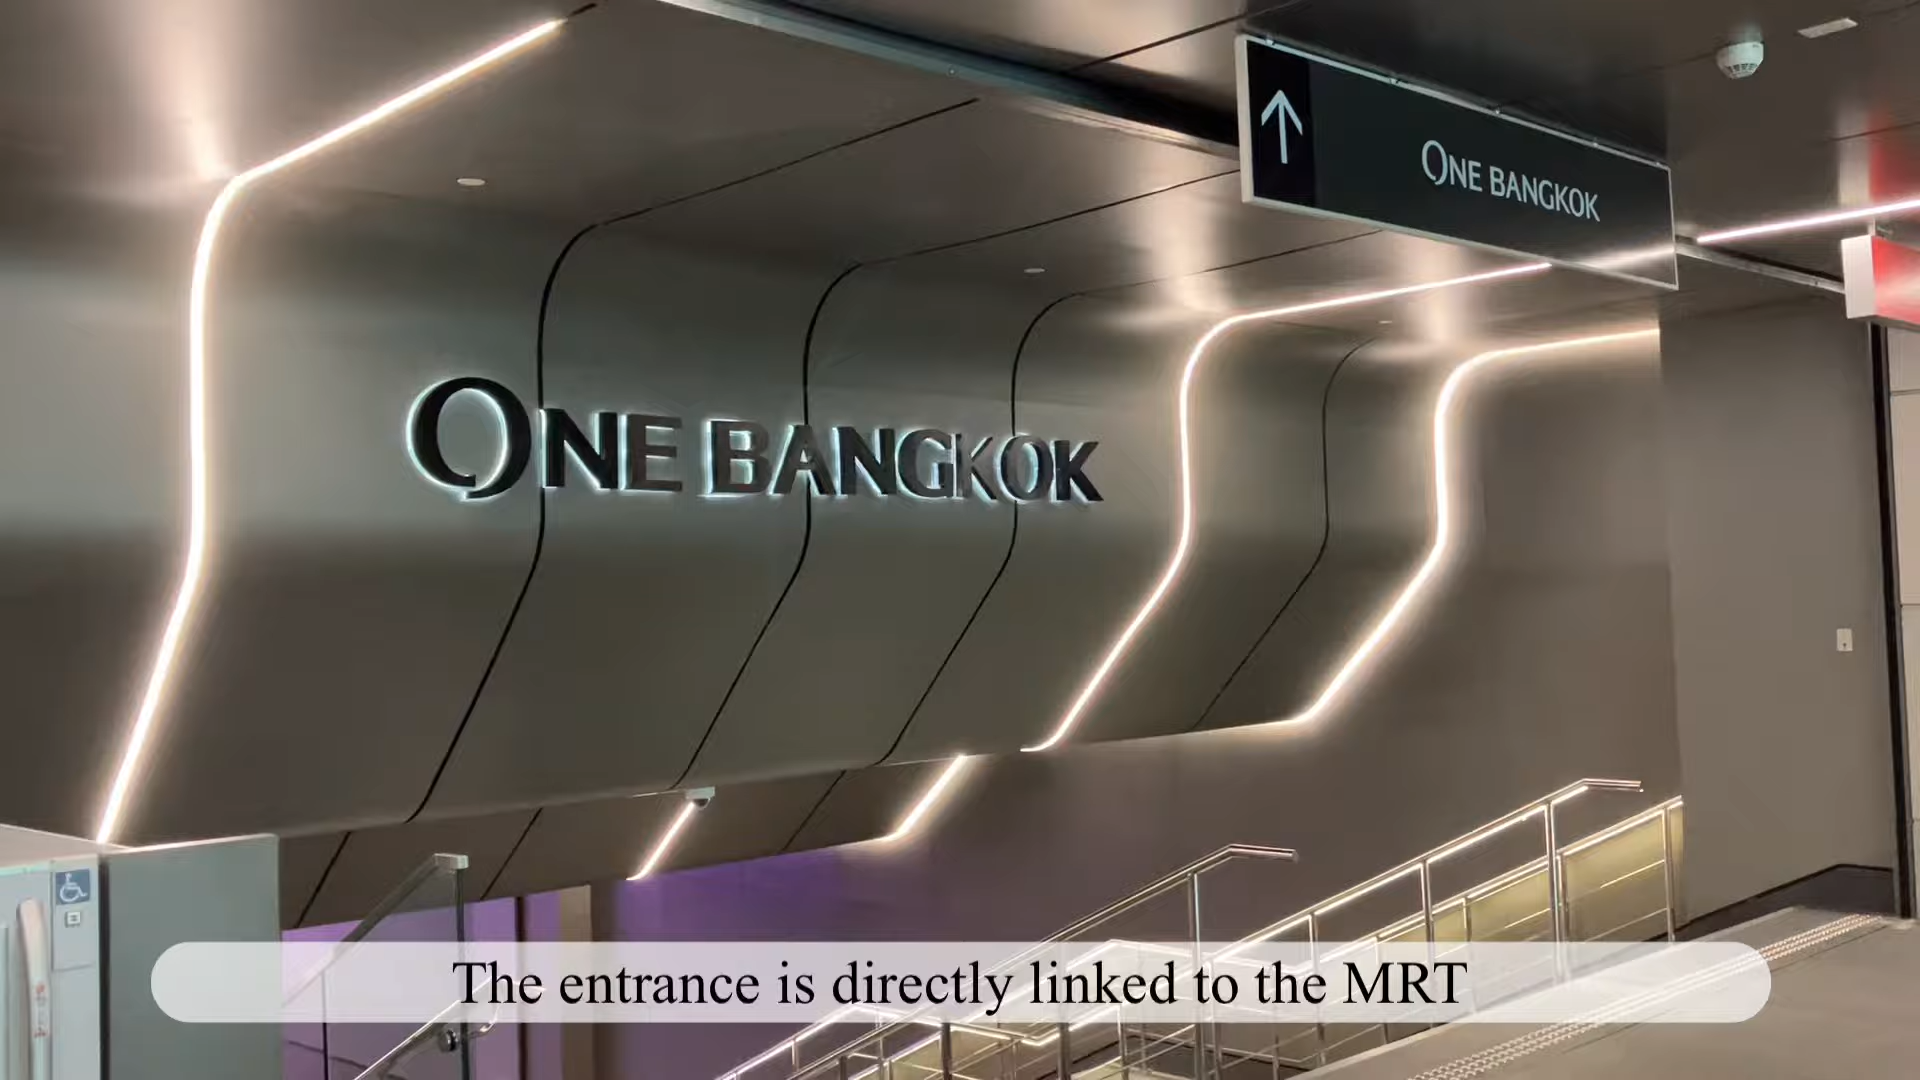 ONE BANGKOK
ONE BANGKOK
The entrance is directly linked to the MRT